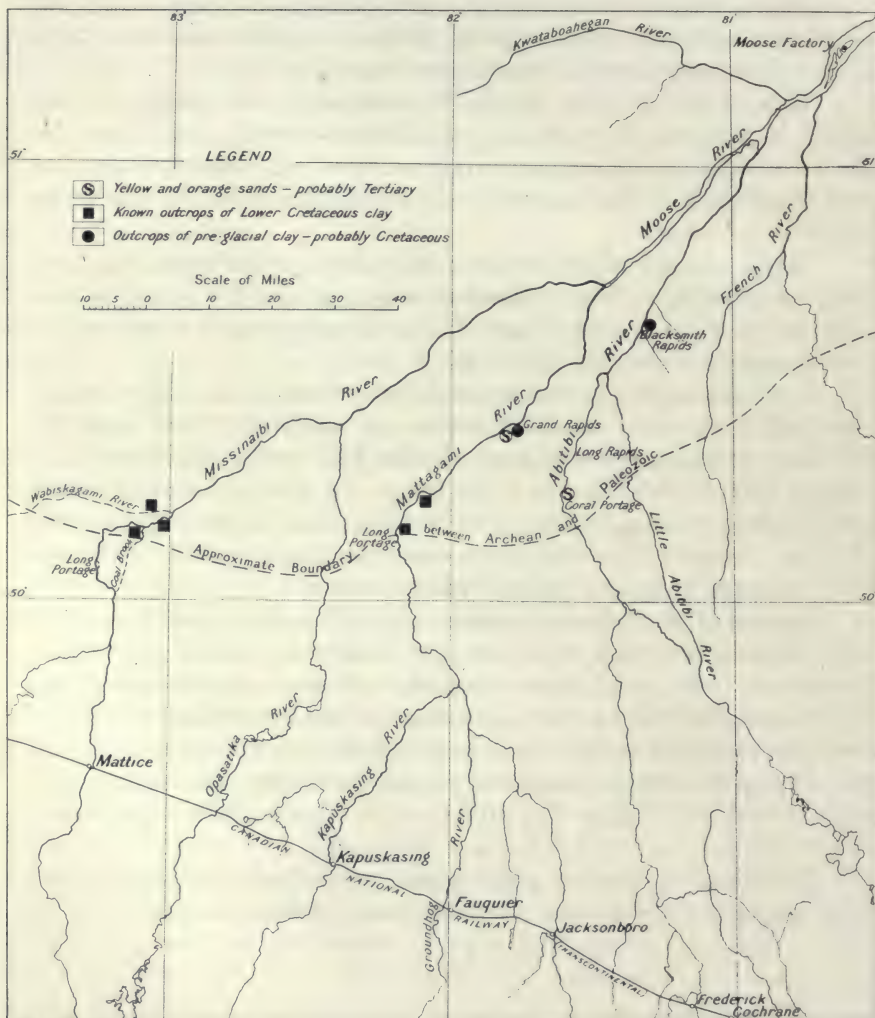 83°
82
81°
Kwataboahegan River
Moose Factory
51°
51°
LEGEND
S Yellow and orange sands – probably Tertiary
Known outcrops of Lower Cretaceous clay
Outcrops of pre-glacial clay – probably Cretaceous
Scale of Miles
10 5 0 10 20 30 40
Moose River
French River
Blacksmith Rapids
Missinaibi River
Mattagami River
Grand Rapids
Abitibi River
Long Rapids
Coral Portage
Wabiskagami River
Long Portage
Coal Brook
Long Portage
Approximate Boundary between Archean and Paleozoic
Little Abitibi River
50°
50°
Mattice
Opasatika River
Kapuskasing River
Kapuskasing
Groundhog River
Fauquier
Jacksonboro
Frederick
Cochrane
CANADIAN NATIONAL RAILWAY (TRANSCONTINENTAL)